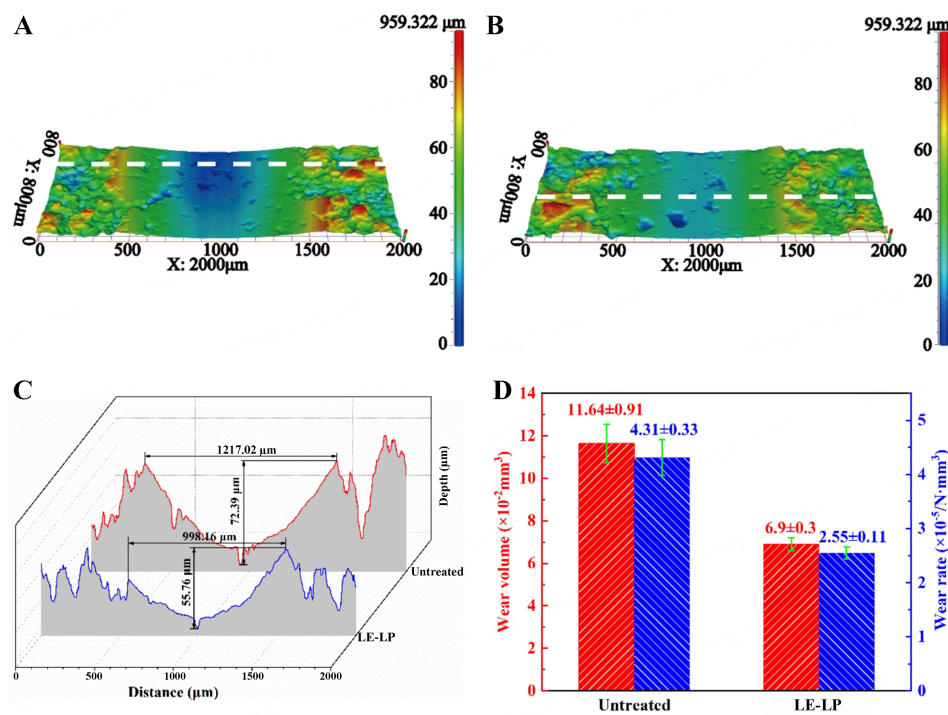 A
959.322 μm
80
60
40
20
0
800
Y: 800μm
0
0
500
1000
1500
2000
X: 2000μm
B
959.322 μm
80
60
40
20
0
800
Y: 800μm
0
0
500
1000
1500
2000
X: 2000μm
C
1217.02 μm
72.39 μm
998.16 μm
55.76 μm
Depth (μm)
Untreated
LE-LP
0
500
1000
1500
2000
Distance (μm)
D
14
12
10
8
6
4
2
0
Wear volume (×10⁻²mm³)
11.64±0.91
4.31±0.33
6.9±0.3
2.55±0.11
5
4
3
2
1
0
Wear rate (×10⁻⁵/N·mm³)
Untreated
LE-LP